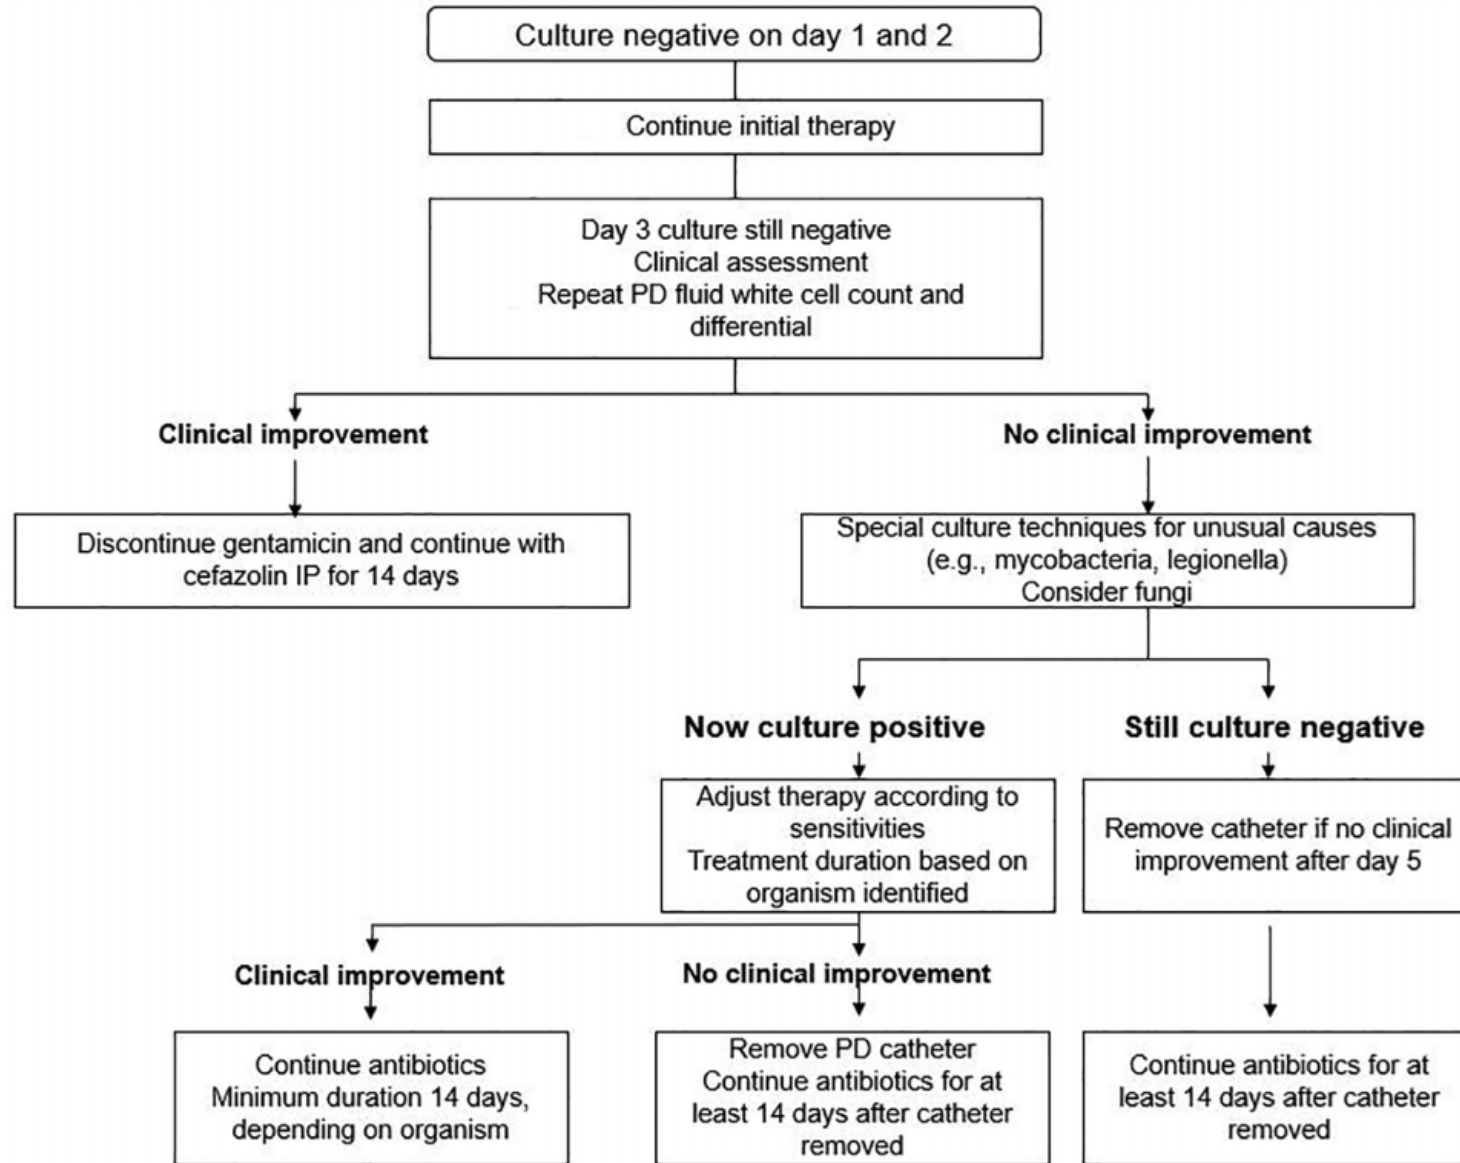 Culture negative on day 1 and 2
Continue initial therapy
Day 3 culture still negative
Clinical assessment
Repeat PD fluid white cell count and
differential
Clinical improvement
No clinical improvement
Discontinue gentamicin and continue with
cefazolin IP for 14 days
Special culture techniques for unusual causes
(e.g., mycobacteria, legionella)
Consider fungi
Now culture positive
Still culture negative
Adjust therapy according to
sensitivities
Treatment duration based on
organism identified
Remove catheter if no clinical
improvement after day 5
Clinical improvement
No clinical improvement
Continue antibiotics
Minimum duration 14 days,
depending on organism
Remove PD catheter
Continue antibiotics for at
least 14 days after catheter
removed
Continue antibiotics for at
least 14 days after catheter
removed